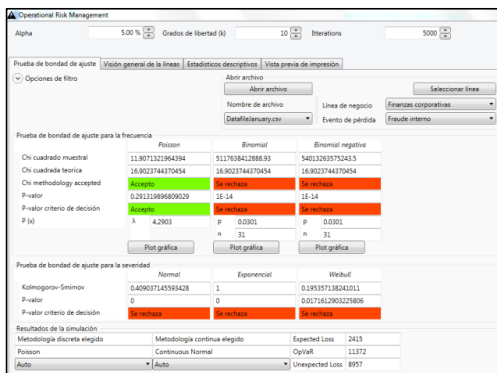 Operational Risk Management
Alpha 5.00 % Grados de libertad (k) 10 Itterations 5000
Prueba de bondad de ajuste Visión general de la líneas Estadísticos descriptivos Vista previa de impresión
Opciones de filtro
Abrir archivo
Abrir archivo Seleccionar línea
Nombre de archivo Línea de negocio Finanzas corporativas
DatafileJanuary.csv Evento de pérdida Fraude interno
Prueba de bondad de ajuste para la frecuencia
Poisson Binomial Binomial negativa
Chi cuadrado muestral 11.9071321964394 5117638412888.93 5401326357 5243.5
Chi cuadrada teorica 16.9023744370454 16.9023744370454 16.9023744370454
Chi methodology accepted Accepto Se rechaza Se rechaza
P-valor 0.291319896809029 1E-14 1E-14
P-valor criterio de decisión Accepto Se rechaza Se rechaza
P (x) λ 4.2903 p 0.0301 p 0.0301
n 31 n 31
Plot gráfica Plot gráfica Plot gráfica
Prueba de bondad de ajuste para la severidad
Normal Exponencial Weibull
Kolmogorov-Smirnov 0.409037145593428 1 0.195357138241011
P-valor 0 0 0.0171612903225806
P-valor criterio de decisión Se rechaza Se rechaza Se rechaza
Resultados de la simulación
Metodología discreta elegido Metodología continua elegido Expected Loss 2415
Poisson Continuous Normal OpVaR 11372
Auto Auto Unexpected Loss 8957